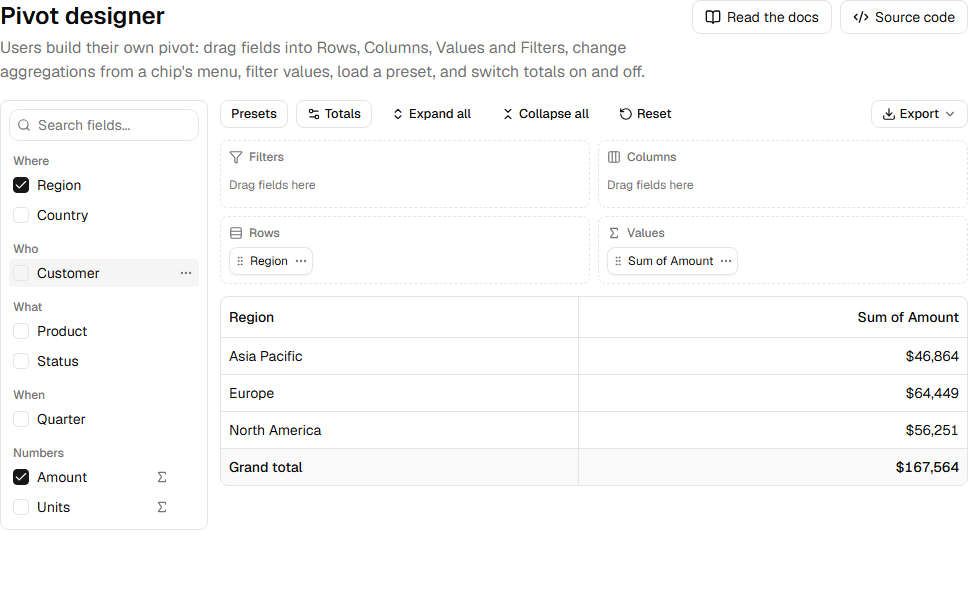 Pivot designer
Read the docs
Source code
Users build their own pivot: drag fields into Rows, Columns, Values and Filters, change
aggregations from a chip's menu, filter values, load a preset, and switch totals on and off.
Search fields...
Where
Region
Country
Who
Customer
What
Product
Status
When
Quarter
Numbers
Amount
Units
Presets
Totals
Expand all
Collapse all
Reset
Export
Filters
Drag fields here
Columns
Drag fields here
Rows
Region
Values
Sum of Amount
Region Sum of Amount
Asia Pacific $46,864
Europe $64,449
North America $56,251
Grand total $167,564